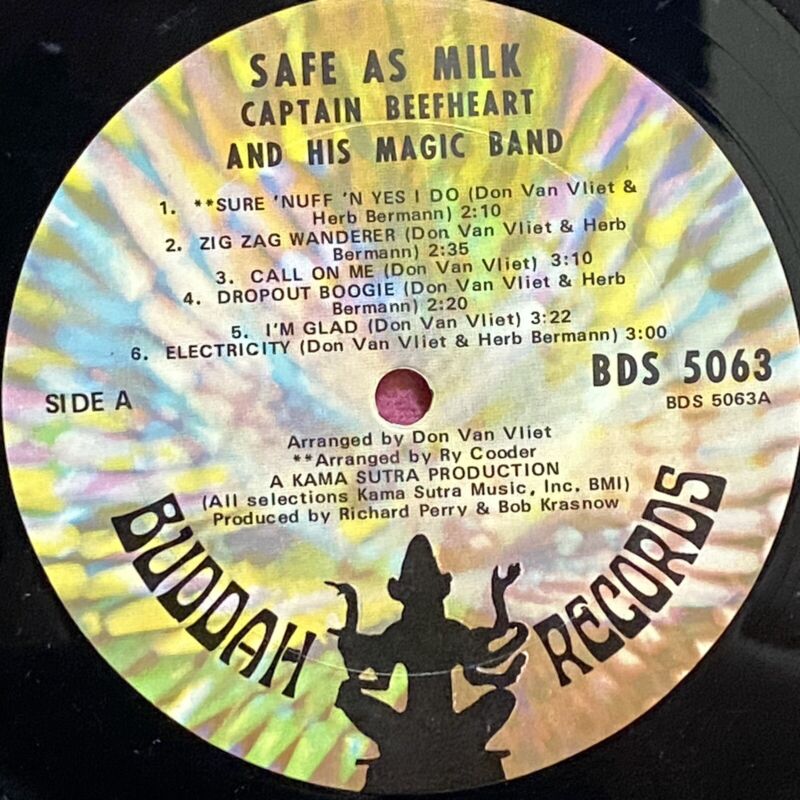 SAFE AS MILK
CAPTAIN BEEFHEART
AND HIS MAGIC BAND
1. **SURE 'NUFF 'N YES I DO (Don Van Vliet &
Herb Bermann) 2:10
2. ZIG ZAG WANDERER (Don Van Vliet & Herb
Bermann) 2:35
3. CALL ON ME (Don Van Vliet) 3:10
4. DROPOUT BOOGIE (Don Van Vliet & Herb
Bermann) 2:20
5. I'M GLAD (Don Van Vliet) 3:22
6. ELECTRICITY (Don Van Vliet & Herb Bermann) 3:00
SIDE A
BDS 5063
BDS 5063A
Arranged by Don Van Vliet
**Arranged by Ry Cooder
A KAMA SUTRA PRODUCTION
(All selections Kama Sutra Music, Inc. BMI)
Produced by Richard Perry & Bob Krasnow
BUDDAH RECORDS